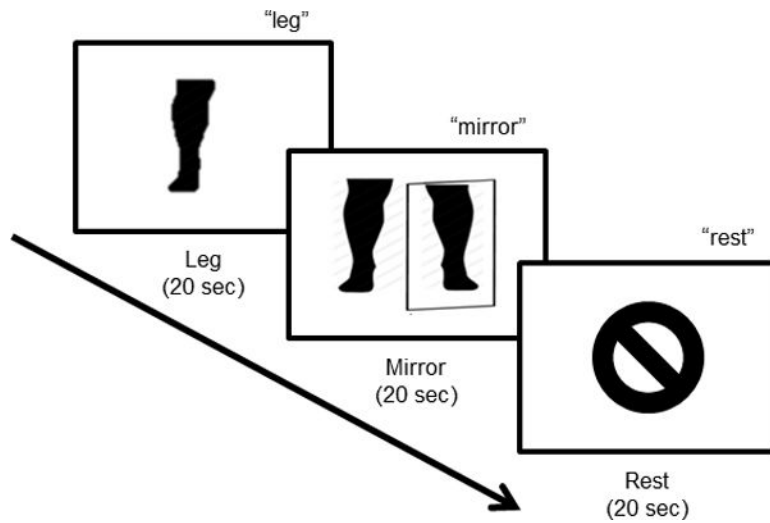 “leg”
“mirror”
Leg
(20 sec)
“rest”
Mirror
(20 sec)
Rest
(20 sec)